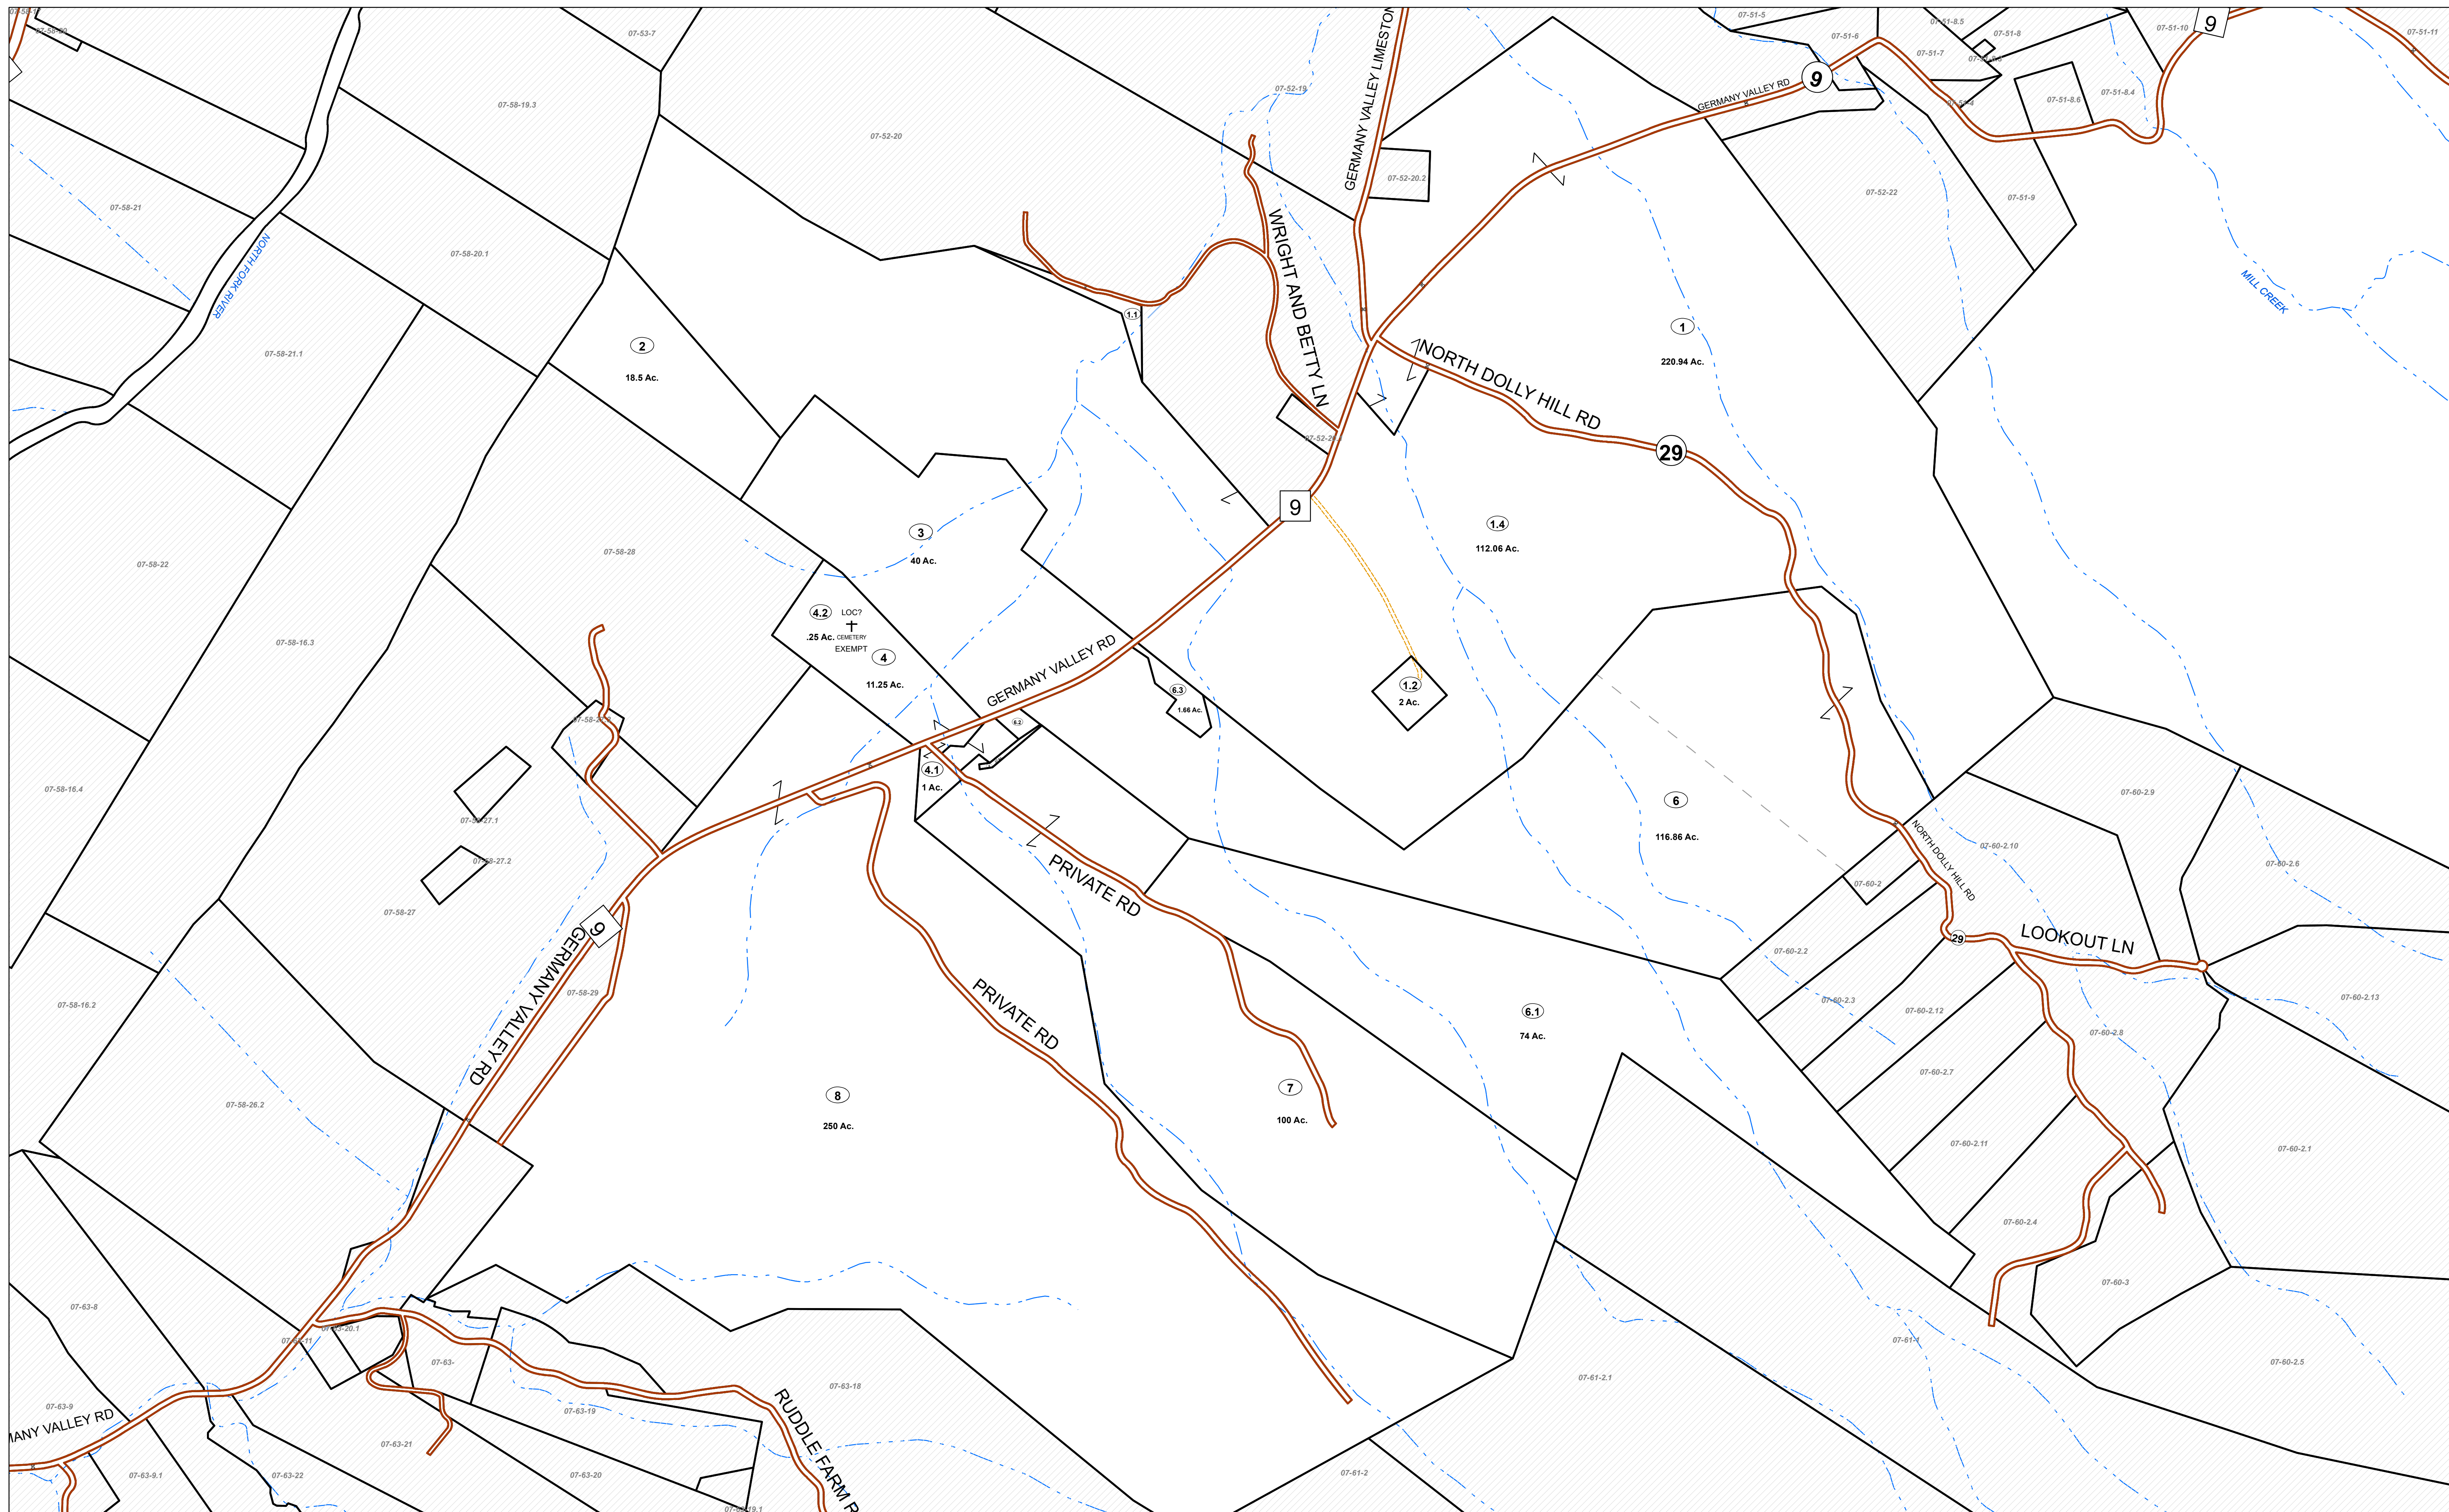 07-53-7
07-51-5
07-51-6
07-51-8.5
07-51-8
07-51-7
07-51-10
9
07-51-11
07-58-19.3
07-52-20
07-52-19
GERMANY VALLEY LIMESTON
GERMANY VALLEY RD
9
07-51-8.6
07-51-8.4
07-58-21
07-52-20.2
07-52-22
07-51-9
NORTH FORK RIVER
07-58-20.1
WRIGHT AND BETTY LN
MILL CREEK
07-58-21.1
2
18.5 Ac.
1.1
1
220.94 Ac.
NORTH DOLLY HILL RD
29
9
07-58-22
07-58-28
3
40 Ac.
1.4
112.06 Ac.
07-58-16.3
4.2
LOC?
.25 Ac.
CEMETERY
EXEMPT
4
11.25 Ac.
GERMANY VALLEY RD
6.3
1.66 Ac.
1.2
2 Ac.
6.2
07-58-16.4
07-58-27.1
4.1
1 Ac.
6
116.86 Ac.
07-60-2.9
07-58-27.2
07-58-27
PRIVATE RD
NORTH DOLLY HILL RD
07-60-2.10
07-60-2.6
07-60-2
9
GERMANY VALLEY RD
29
LOOKOUT LN
07-60-2.2
07-58-16.2
07-58-29
PRIVATE RD
6.1
74 Ac.
07-60-2.3
07-60-2.12
07-60-2.8
07-60-2.13
07-58-26.2
8
250 Ac.
7
100 Ac.
07-60-2.7
07-60-2.11
07-60-2.1
07-60-2.4
07-60-3
07-63-8
07-63-20.1
07-63-
07-61-1
07-60-2.5
07-63-18
07-61-2.1
07-63-9
MANY VALLEY RD
07-63-19
RUDDLE FARM R
07-63-21
07-63-9.1
07-63-22
07-63-20
07-61-2
07-63-19.1